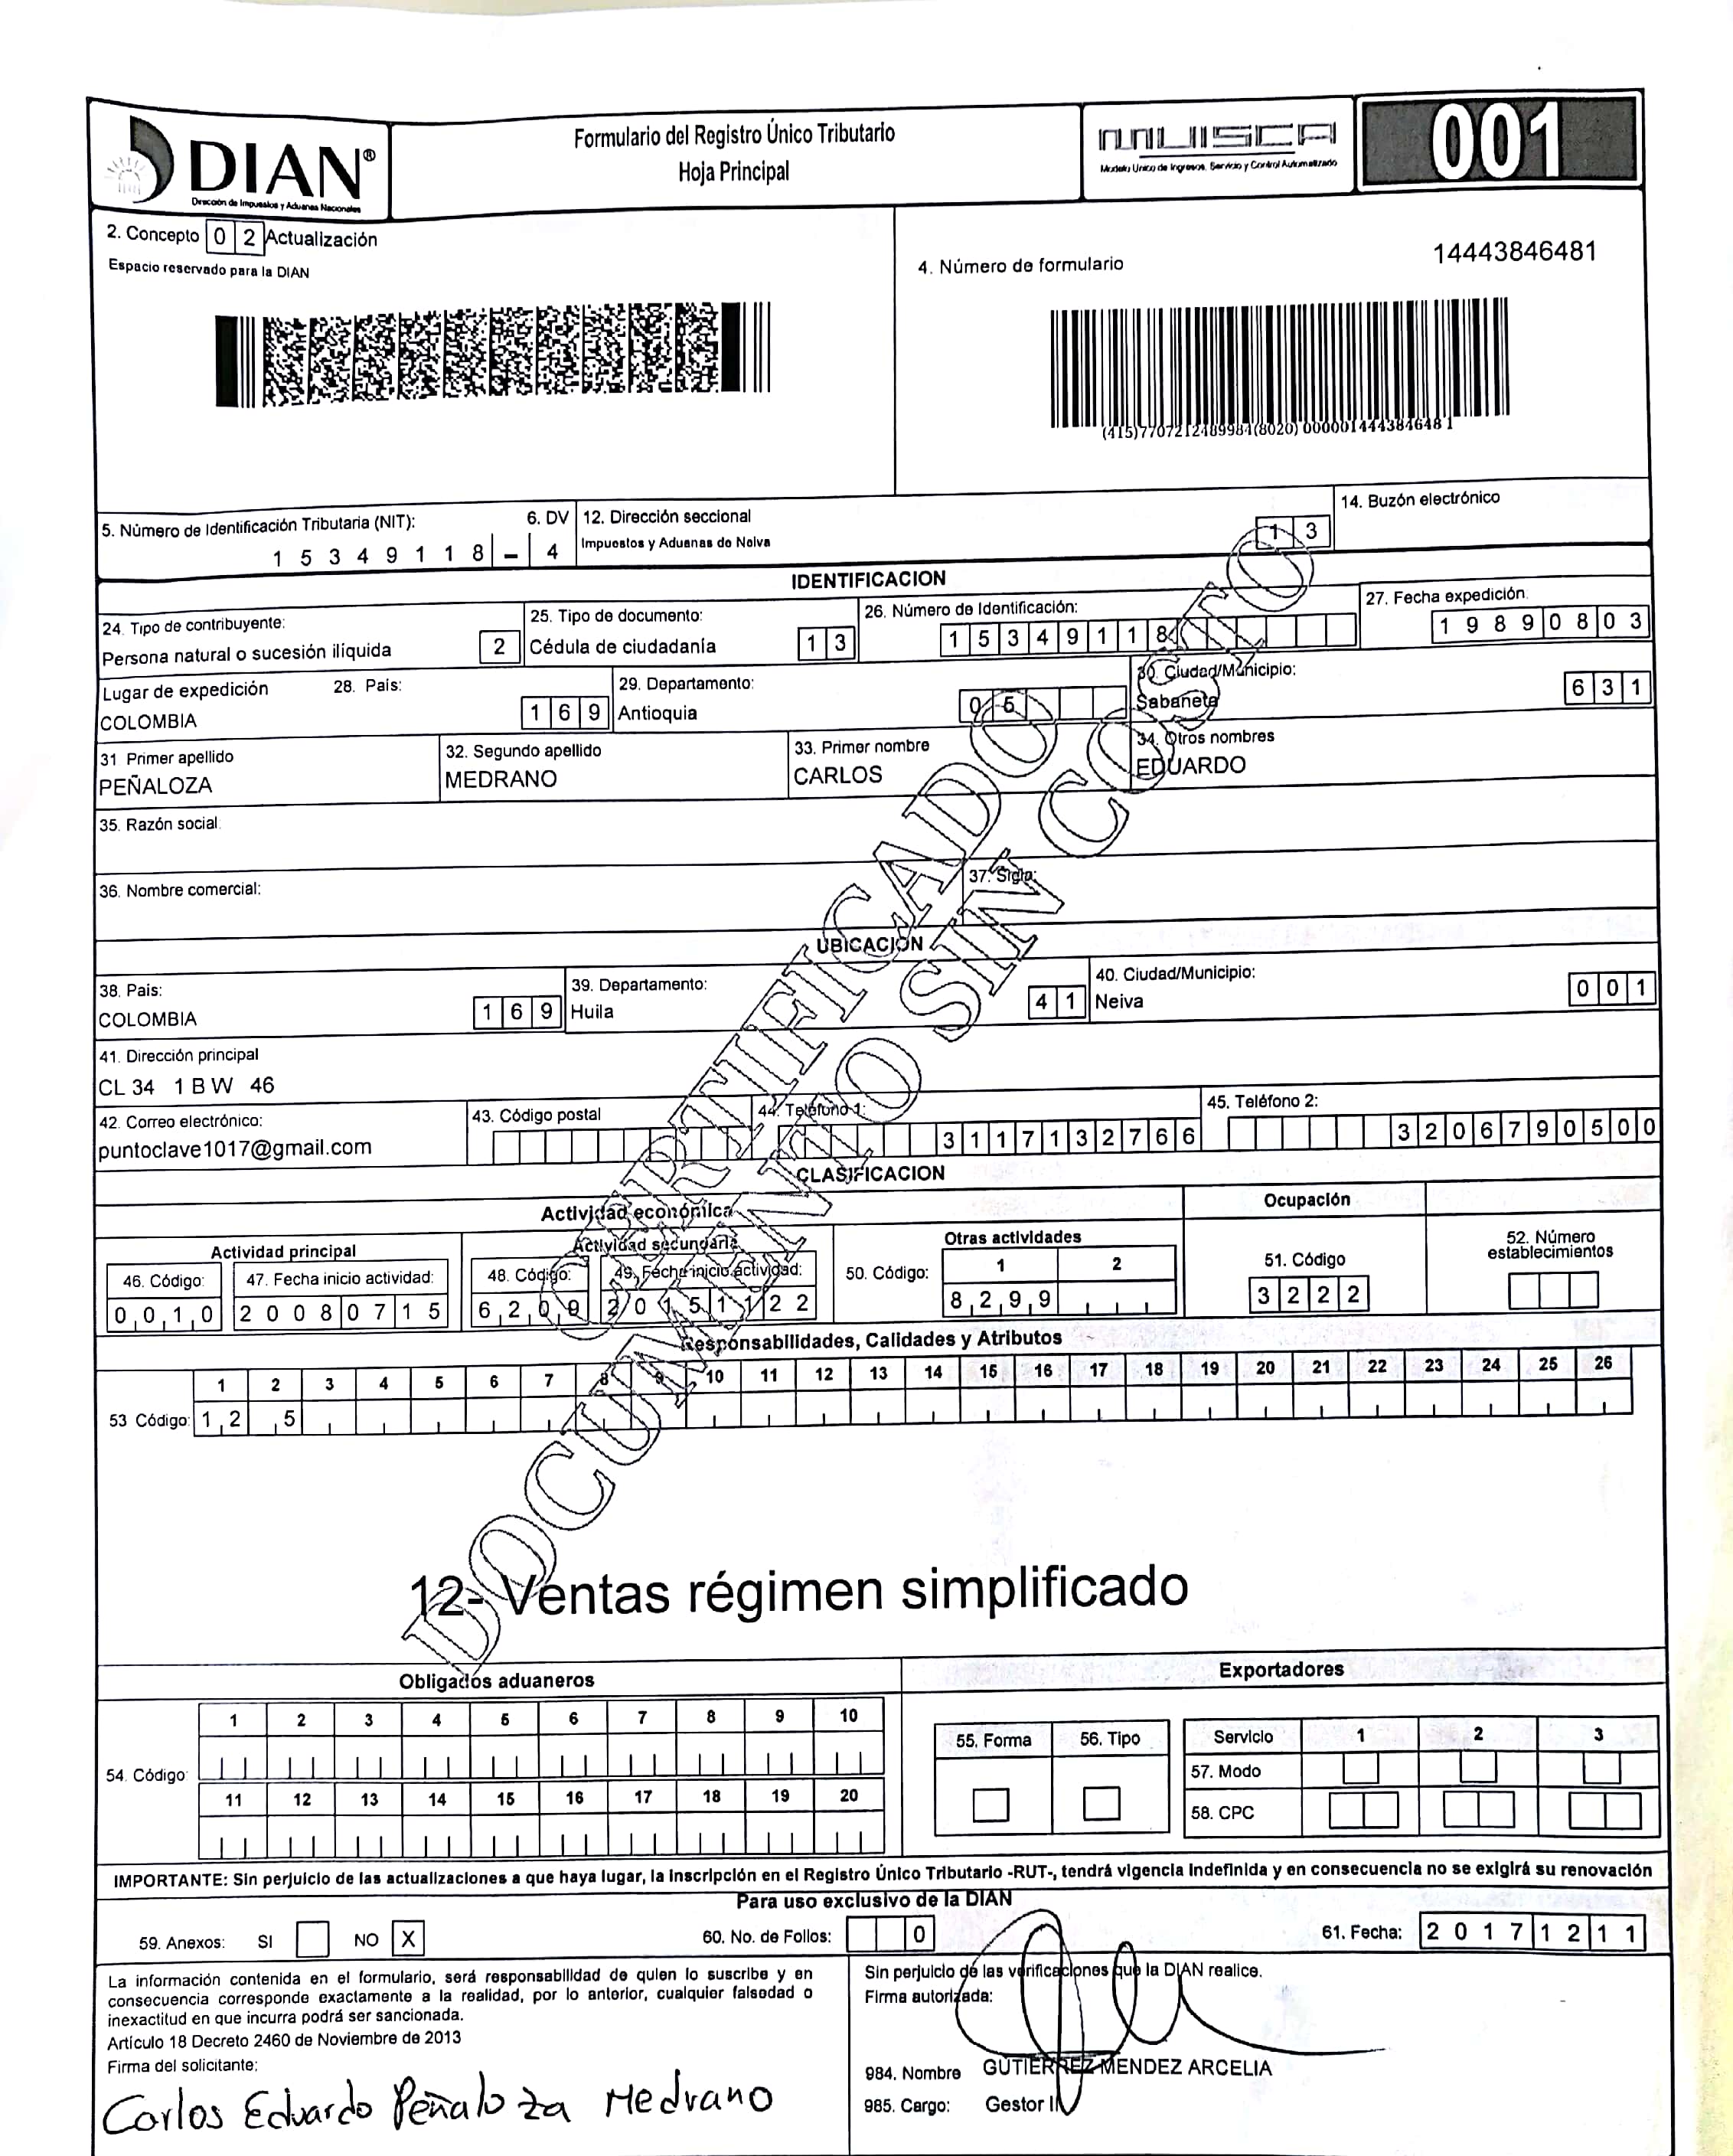 DIAN®
Dirección de Impuestos y Aduanas Nacionales
Formulario del Registro Único Tributario
Hoja Principal
MUISCA
Modelo Único de Ingresos, Servicio y Control Automatizado
001
2. Concepto 0 2 Actualización
Espacio reservado para la DIAN
4. Número de formulario
14443846481
(415)7707212489984(8020) 000001444384648 1
5. Número de Identificación Tributaria (NIT):
1 5 3 4 9 1 1 8 -
6. DV
4
12. Dirección seccional
Impuestos y Aduanas de Neiva
1 3
14. Buzón electrónico
IDENTIFICACION
24. Tipo de contribuyente:
Persona natural o sucesión ilíquida
2
25. Tipo de documento:
Cédula de ciudadanía
1 3
26. Número de Identificación:
1 5 3 4 9 1 1 8
27. Fecha expedición:
1 9 8 9 0 8 0 3
Lugar de expedición
28. País:
COLOMBIA
1 6 9
29. Departamento:
Antioquia
0 5
30. Ciudad/Municipio:
Sabaneta
6 3 1
31 Primer apellido
PEÑALOZA
32. Segundo apellido
MEDRANO
33. Primer nombre
CARLOS
34. Otros nombres
EDUARDO
35. Razón social:
36. Nombre comercial:
37. Sigla:
UBICACIÓN
38. País:
COLOMBIA
1 6 9
39. Departamento:
Huila
4 1
40. Ciudad/Municipio:
Neiva
0 0 1
41. Dirección principal
CL 34 1 B W 46
42. Correo electrónico:
puntoclave1017@gmail.com
43. Código postal
44. Teléfono 1:
3 1 1 7 1 3 2 7 6 6
45. Teléfono 2:
3 2 0 6 7 9 0 5 0 0
CLASIFICACION
Actividad económica
Ocupación
Actividad principal
Actividad secundaria
Otras actividades
52. Número
establecimientos
46. Código:
0 0 1 0
47. Fecha inicio actividad:
2 0 0 8 0 7 1 5
48. Código:
6 2 0 9
49. Fecha inicio actividad:
2 0 1 5 1 1 2 2
50. Código:
1 2
8 2 9 9
51. Código
3 2 2 2
Responsabilidades, Calidades y Atributos
1 2 3 4 5 6 7 8 9 10 11 12 13 14 15 16 17 18 19 20 21 22 23 24 25 26
53 Código: 1 2 5
12- Ventas régimen simplificado
CERTIFICADO
DOCUMENTO SIN COSTO
Obligados aduaneros
Exportadores
1 2 3 4 5 6 7 8 9 10
54. Código:
11 12 13 14 15 16 17 18 19 20
55. Forma
56. Tipo
Servicio 1 2 3
57. Modo
58. CPC
IMPORTANTE: Sin perjuicio de las actualizaciones a que haya lugar, la inscripción en el Registro Único Tributario -RUT-, tendrá vigencia indefinida y en consecuencia no se exigirá su renovación
Para uso exclusivo de la DIAN
59. Anexos: SI NO X
60. No. de Folios: 0
61. Fecha: 2 0 1 7 1 2 1 1
La información contenida en el formulario, será responsabilidad de quien lo suscribe y en
consecuencia corresponde exactamente a la realidad, por lo anterior, cualquier falsedad o
inexactitud en que incurra podrá ser sancionada.
Artículo 18 Decreto 2460 de Noviembre de 2013
Firma del solicitante:
Carlos Eduardo Peñaloza Medrano
Sin perjuicio de las verificaciones que la DIAN realice.
Firma autorizada:
984. Nombre GUTIERREZ MENDEZ ARCELIA
985. Cargo: Gestor II